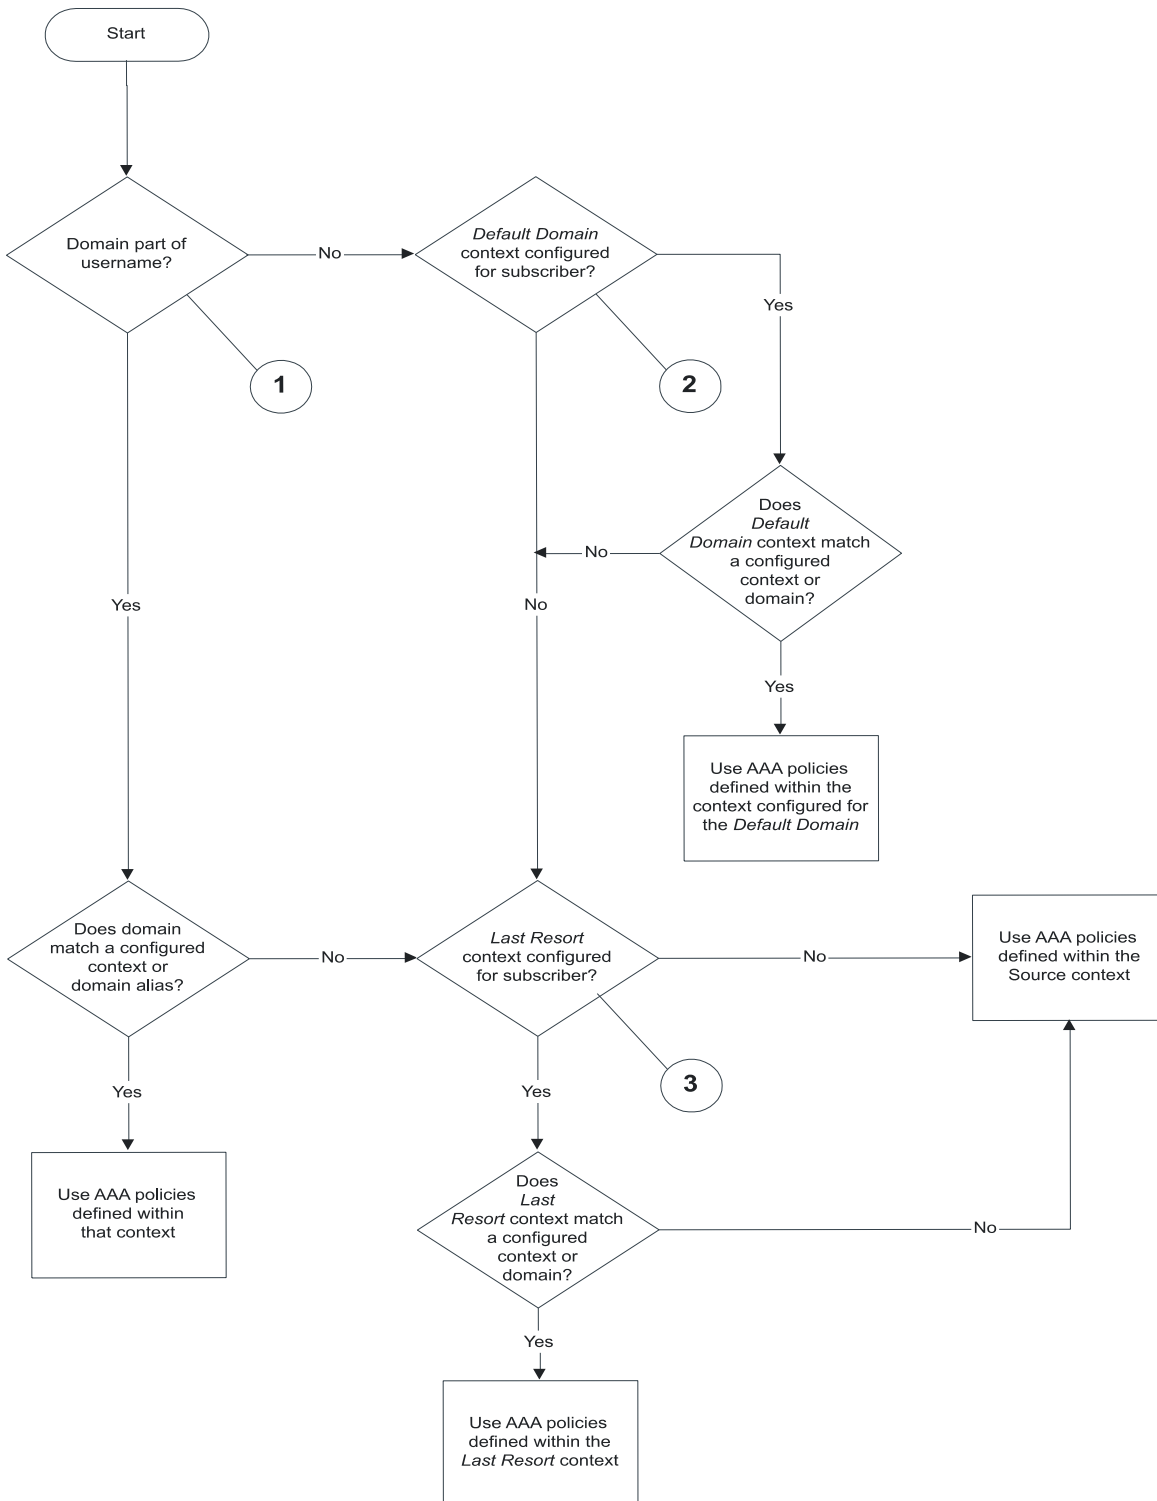 Start
Domain part of
username?
No
Default Domain
context configured
for subscriber?
Yes
1
2
Does
Default
Domain context match
a configured
context or
domain?
No
Yes
No
Yes
Use AAA policies
defined within the
context configured for
the Default Domain
Does domain
match a configured
context or
domain alias?
No
Last Resort
context configured
for subscriber?
No
Use AAA policies
defined within the
Source context
Yes
Yes
3
Use AAA policies
defined within
that context
Does
Last
Resort context match
a configured
context or
domain?
No
Yes
Use AAA policies
defined within the
Last Resort context